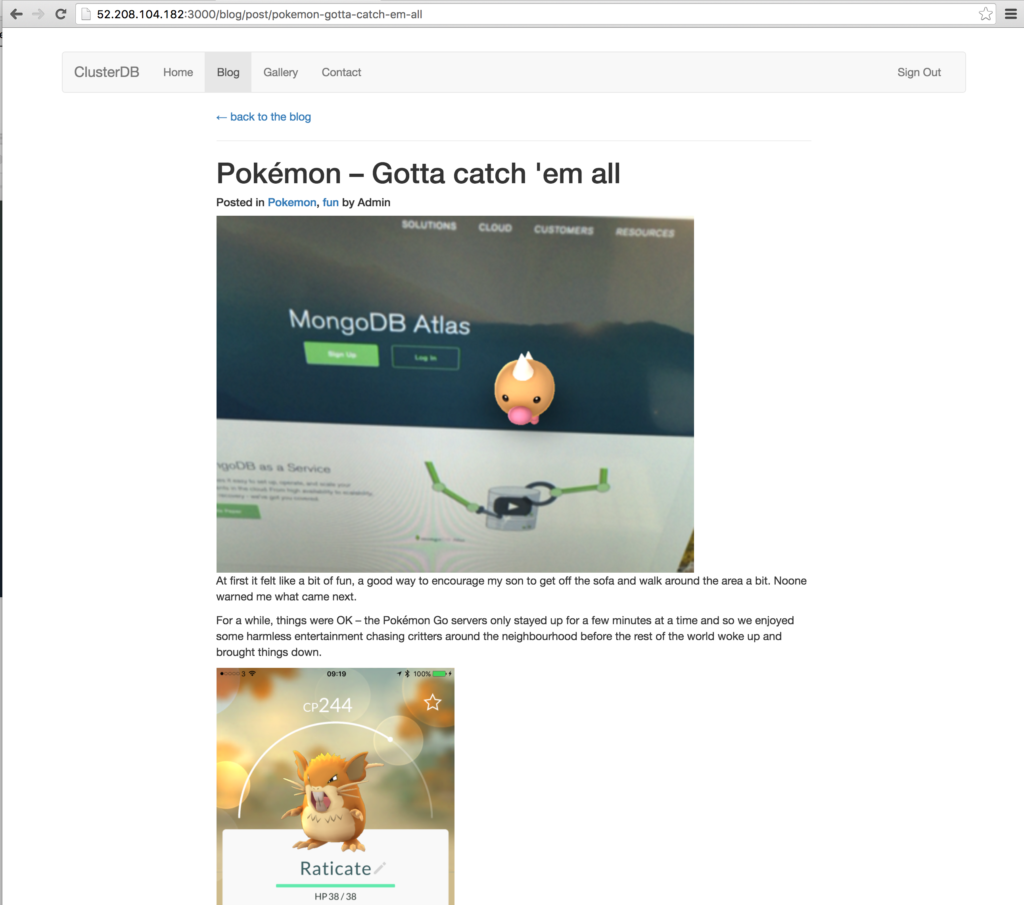 52.208.104.182:3000/blog/post/pokemon-gotta-catch-em-all
ClusterDB Home Blog Gallery Contact Sign Out
← back to the blog
Pokémon – Gotta catch 'em all
Posted in Pokemon, fun by Admin
SOLUTIONS CLOUD CUSTOMERS RESOURCES
MongoDB Atlas
Sign Up Log In
ngoDB as a Service
At first it felt like a bit of fun, a good way to encourage my son to get off the sofa and walk around the area a bit. Noone
warned me what came next.
For a while, things were OK – the Pokémon Go servers only stayed up for a few minutes at a time and so we enjoyed
some harmless entertainment chasing critters around the neighbourhood before the rest of the world woke up and
brought things down.
3 09:19 100%
CP244
Raticate
HP 38 / 38